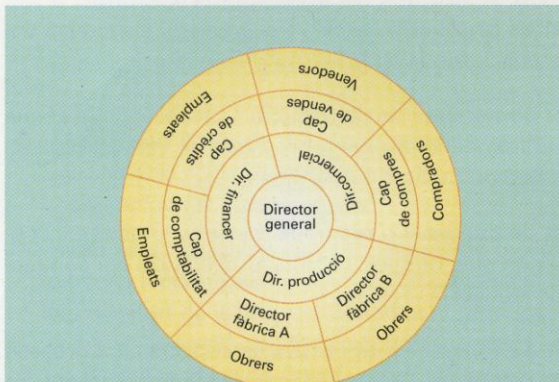 Director
general
Dir. financer
Dir.comercial
Dir. producció
Cap
de crèdits
Cap
de vendes
Cap
de compres
Director
fàbrica B
Director
fàbrica A
Cap
de comptabilitat
Empleats
Venedors
Compradors
Obrers
Obrers
Empleats